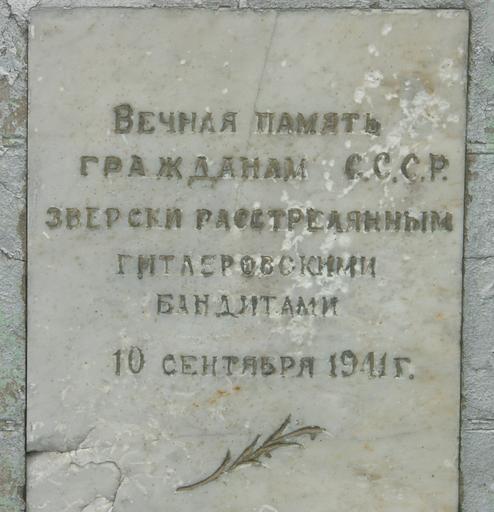 Вечная память
гражданам С.С.С.Р.
зверски расстрелянным
гитлеровскими
бандитами
10 сентября 1941 г.